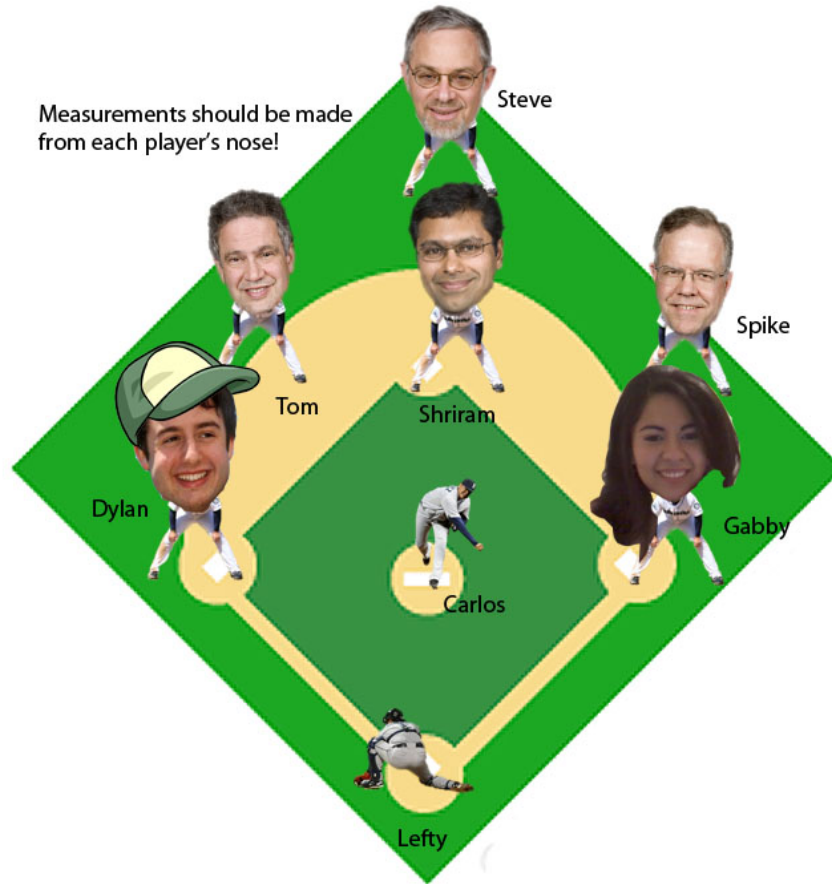 Steve
Measurements should be made
from each player's nose!
Spike
Tom
Shriram
Dylan
Gabby
Carlos
Lefty